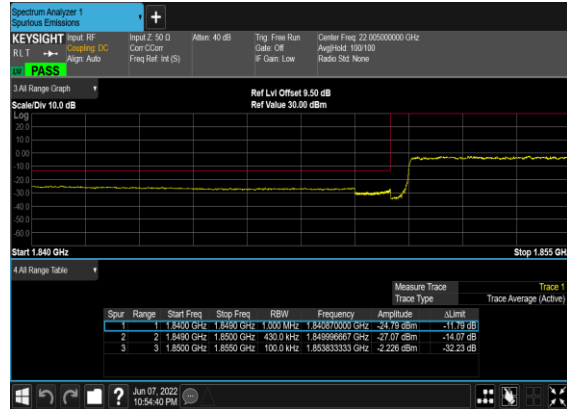 Spectrum Analyzer 1
Spurious Emissions
KEYSIGHT Input: RF Input Z: 50 Ω Atten: 40 dB Trig: Free Run Center Freq: 22.005000000 GHz
RLT Coupling: DC Corr CCorr Gate: Off Avg|Hold: 100/100
Align: Auto Freq Ref: Int (S) IF Gain: Low Radio Std: None
PASS
3 All Range Graph
Ref Lvl Offset 9.50 dB
Scale/Div 10.0 dB Ref Value 30.00 dBm
Log
20.0
10.0
0.00
-10.0
-20.0
-30.0
-40.0
-50.0
-60.0
Start 1.840 GHz Stop 1.855 GH
4 All Range Table
Measure Trace Trace 1
Trace Type Trace Average (Active)
Spur Range Start Freq Stop Freq RBW Frequency Amplitude ΔLimit
1 1 1.8400 GHz 1.8490 GHz 1.000 MHz 1.840870000 GHz -24.79 dBm -11.79 dB
2 2 1.8490 GHz 1.8500 GHz 430.0 kHz 1.849996667 GHz -27.07 dBm -14.07 dB
3 3 1.8500 GHz 1.8550 GHz 100.0 kHz 1.853833333 GHz -2.226 dBm -32.23 dB
? Jun 07, 2022
10:54:40 PM